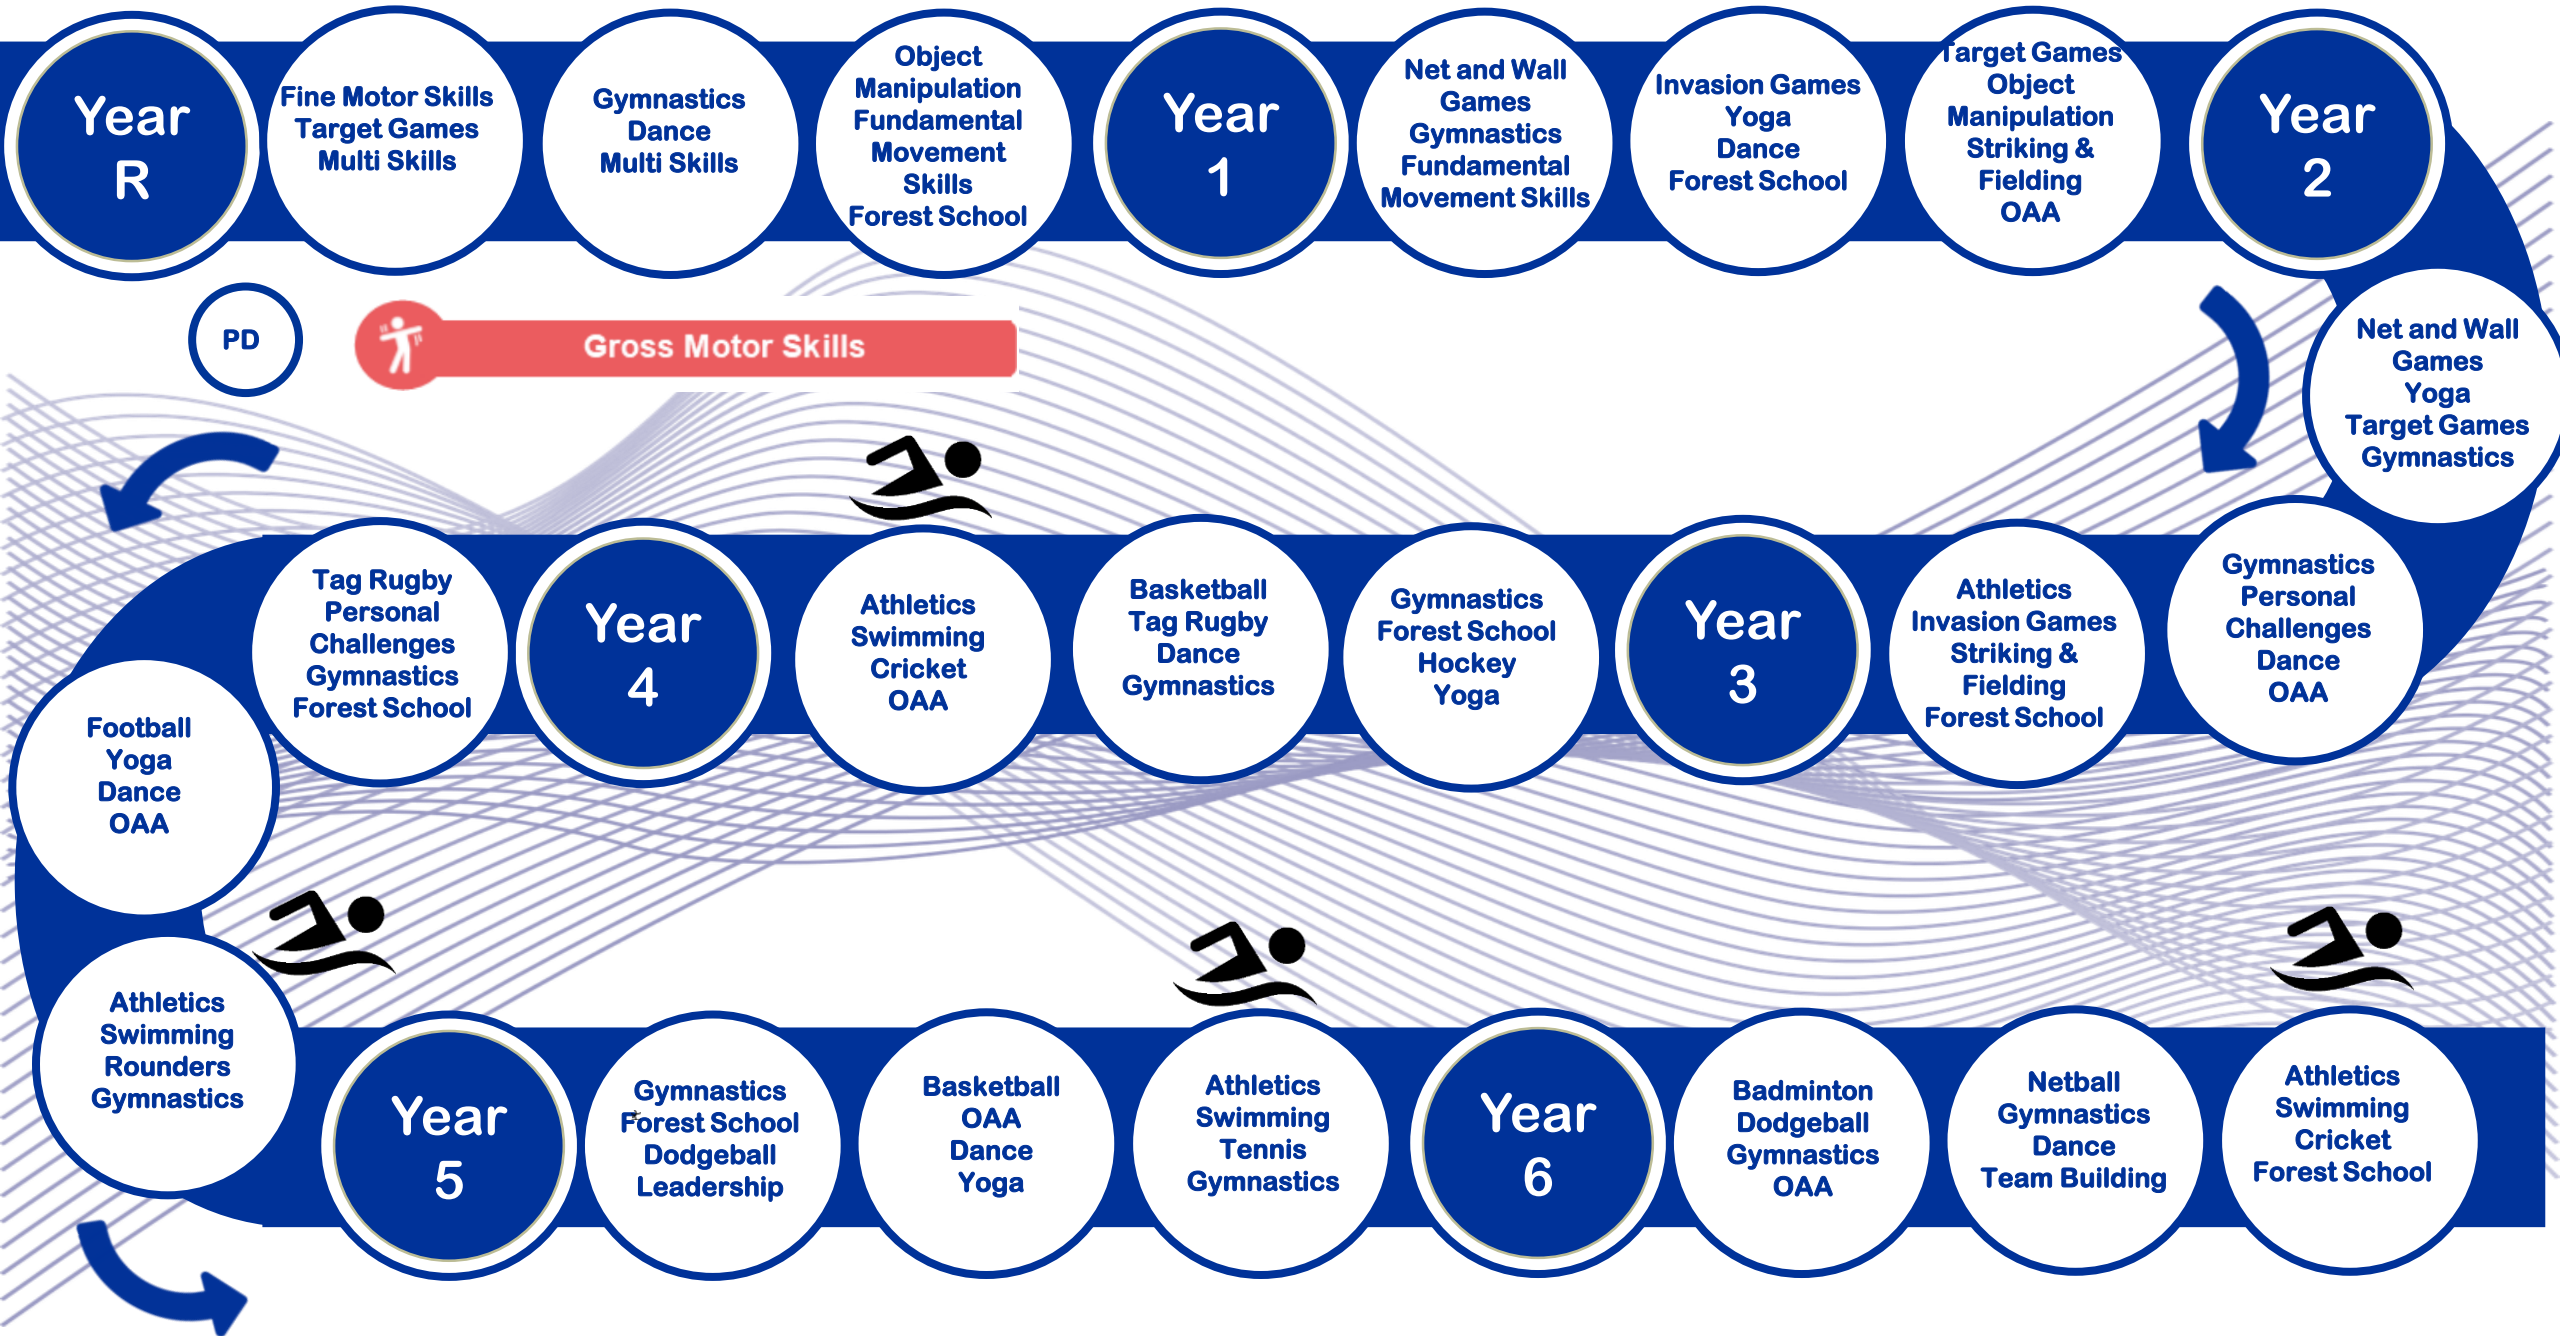 Year
R
Fine Motor Skills
Target Games
Multi Skills
Gymnastics
Dance
Multi Skills
Object
Manipulation
Fundamental
Movement
Skills
Forest School
Year
1
Net and Wall
Games
Gymnastics
Fundamental
Movement Skills
Invasion Games
Yoga
Dance
Forest School
Target Games
Object
Manipulation
Striking &
Fielding
OAA
Year
2
PD
Gross Motor Skills
Net and Wall
Games
Yoga
Target Games
Gymnastics
Gymnastics
Personal
Challenges
Dance
OAA
Athletics
Invasion Games
Striking &
Fielding
Forest School
Year
3
Gymnastics
Forest School
Hockey
Yoga
Basketball
Tag Rugby
Dance
Gymnastics
Athletics
Swimming
Cricket
OAA
Year
4
Tag Rugby
Personal
Challenges
Gymnastics
Forest School
Football
Yoga
Dance
OAA
Athletics
Swimming
Rounders
Gymnastics
Year
5
Gymnastics
Forest School
Dodgeball
Leadership
Basketball
OAA
Dance
Yoga
Athletics
Swimming
Tennis
Gymnastics
Year
6
Badminton
Dodgeball
Gymnastics
OAA
Netball
Gymnastics
Dance
Team Building
Athletics
Swimming
Cricket
Forest School